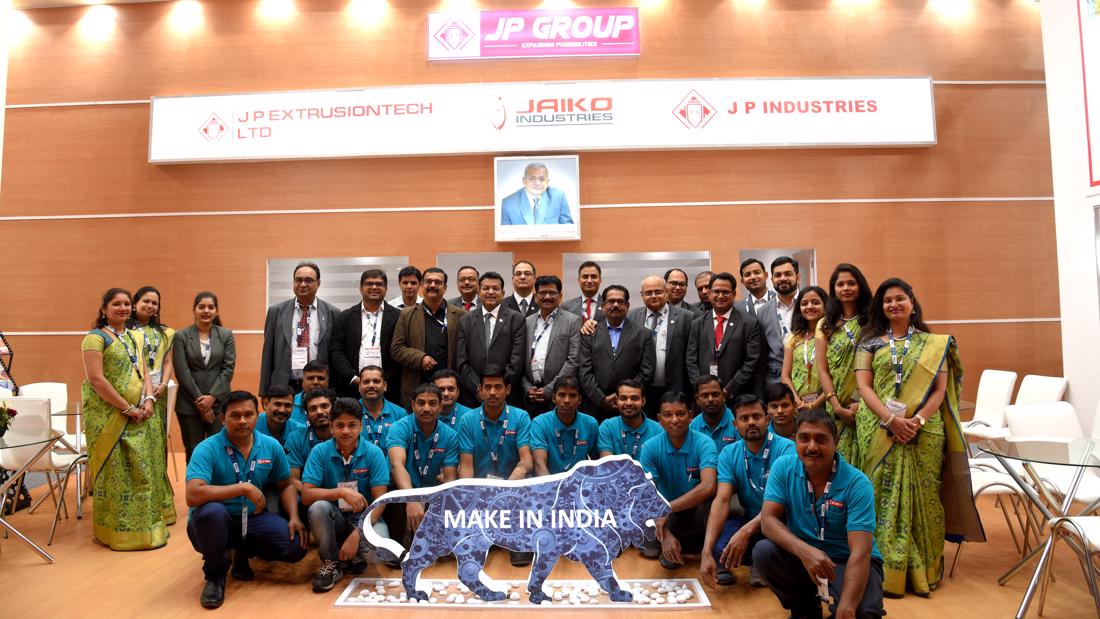 JP GROUP
EXPANDING POSSIBILITIES
J P EXTRUSIONTECH
LTD
JAIKO
INDUSTRIES
J P INDUSTRIES
MAKE IN INDIA